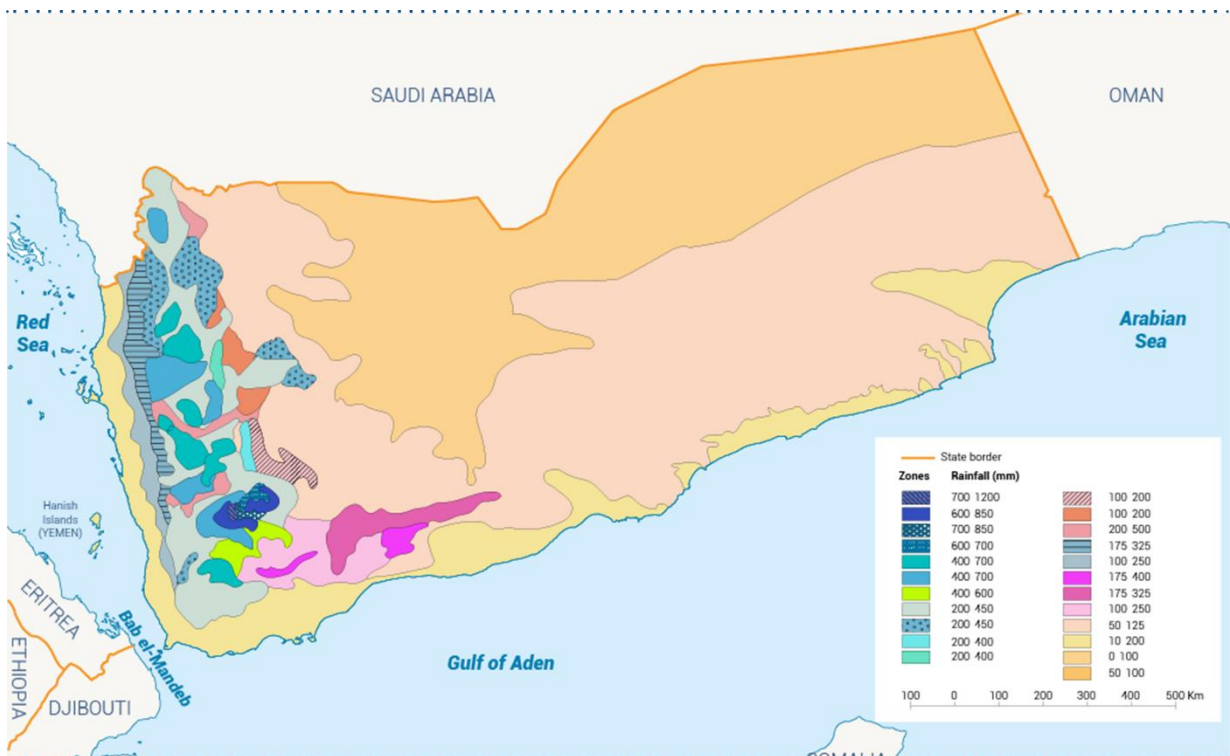 SAUDI ARABIA
OMAN
Red
Sea
Arabian
Sea
Hanish
Islands
(YEMEN)
ERITREA
ETHIOPIA
Bab el-Mandeb
DJIBOUTI
Gulf of Aden
SOMALIA
State border
Zones Rainfall (mm)
700 1200
600 850
700 850
600 700
400 700
400 700
400 600
200 450
200 450
200 400
200 400
100 200
100 200
200 500
175 325
100 250
175 400
175 325
100 250
50 125
10 200
0 100
50 100
100 0 100 200 300 400 500 Km